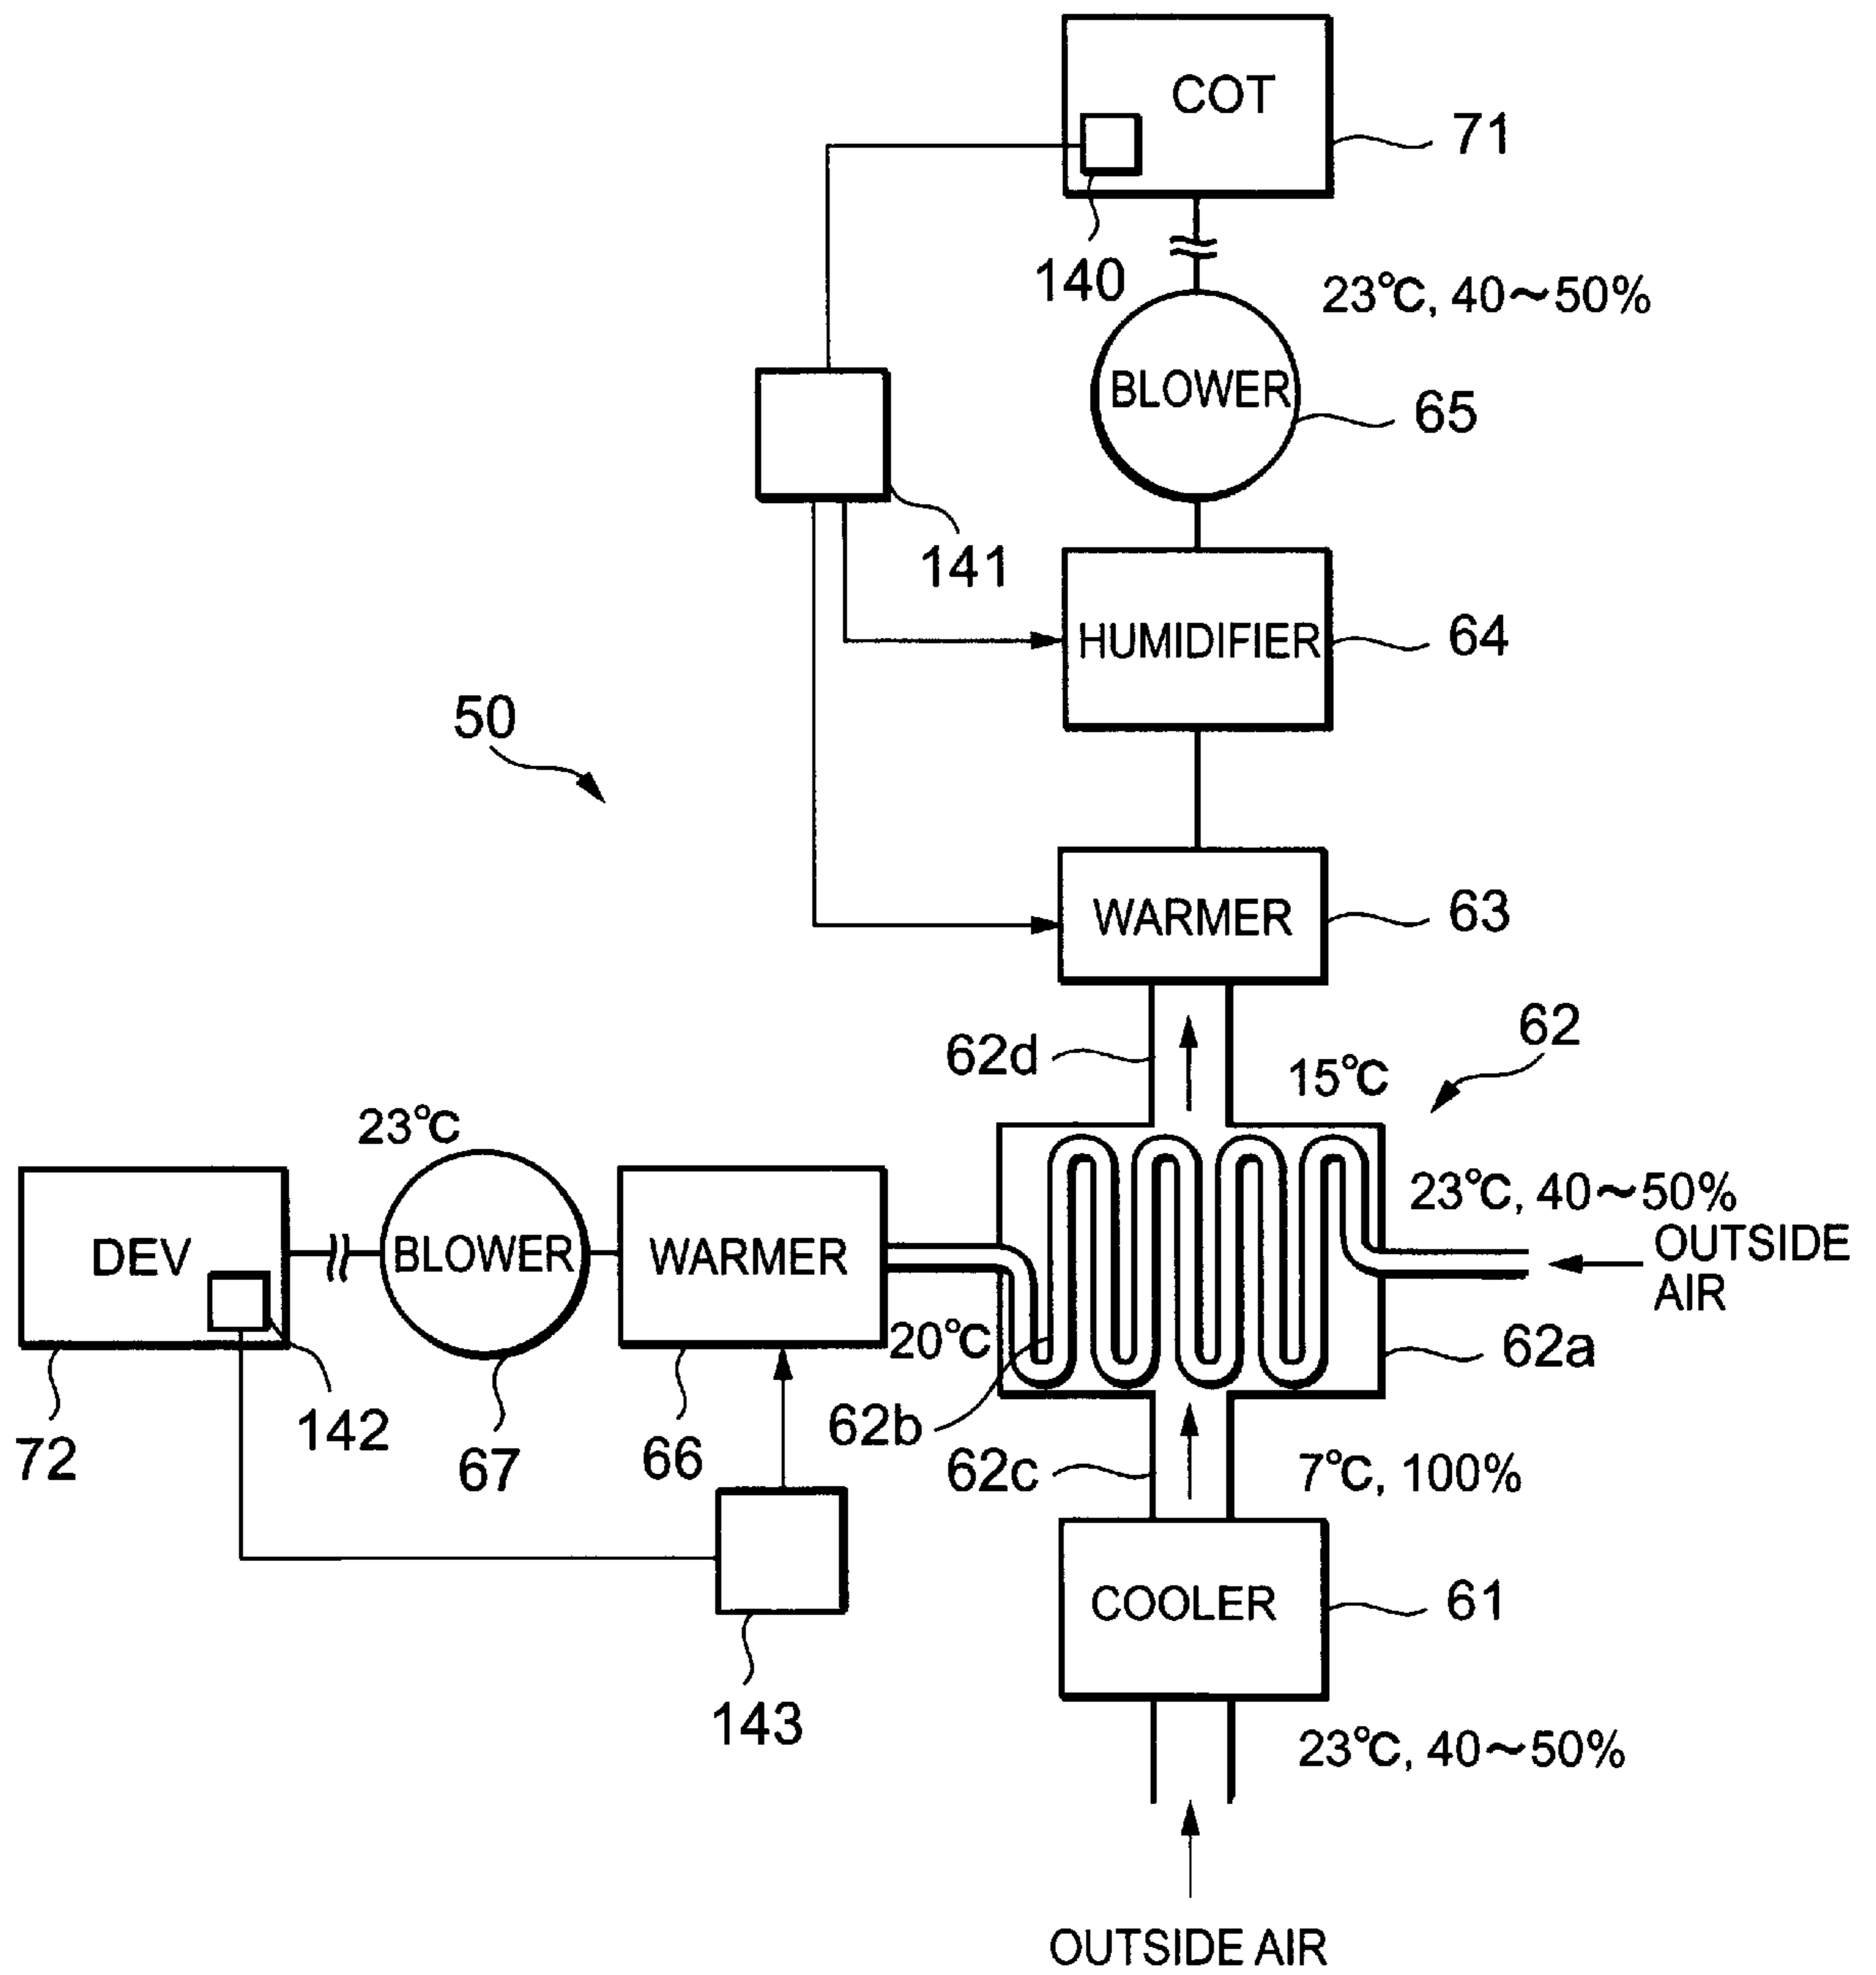 COT
71
140
23°C, 40~50%
BLOWER
65
141
HUMIDIFIER
64
50
WARMER
63
62d
62
15°C
23°C
23°C, 40~50%
DEV
BLOWER
WARMER
OUTSIDE
AIR
20°C
62a
72
142
67
66
62b
62c
7°C, 100%
COOLER
61
143
23°C, 40~50%
OUTSIDE AIR